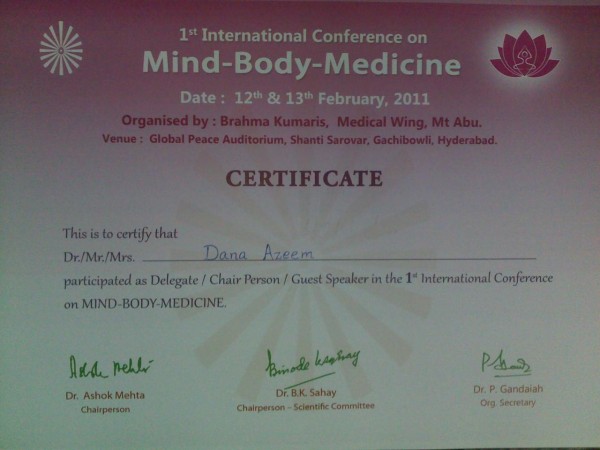 1st International Conference on
Mind-Body-Medicine
Date : 12th & 13th February, 2011
Organised by : Brahma Kumaris, Medical Wing, Mt Abu.
Venue : Global Peace Auditorium, Shanti Sarovar, Gachibowli, Hyderabad.
CERTIFICATE
This is to certify that
Dr./Mr./Mrs. Dana Azeem
participated as Delegate / Chair Person / Guest Speaker in the 1st International Conference
on MIND-BODY-MEDICINE.
Ashok Mehta
Dr. Ashok Mehta
Chairperson
Binode
Dr. B.K. Sahay
Chairperson – Scientific Committee
Dr. P. Gandaiah
Org. Secretary